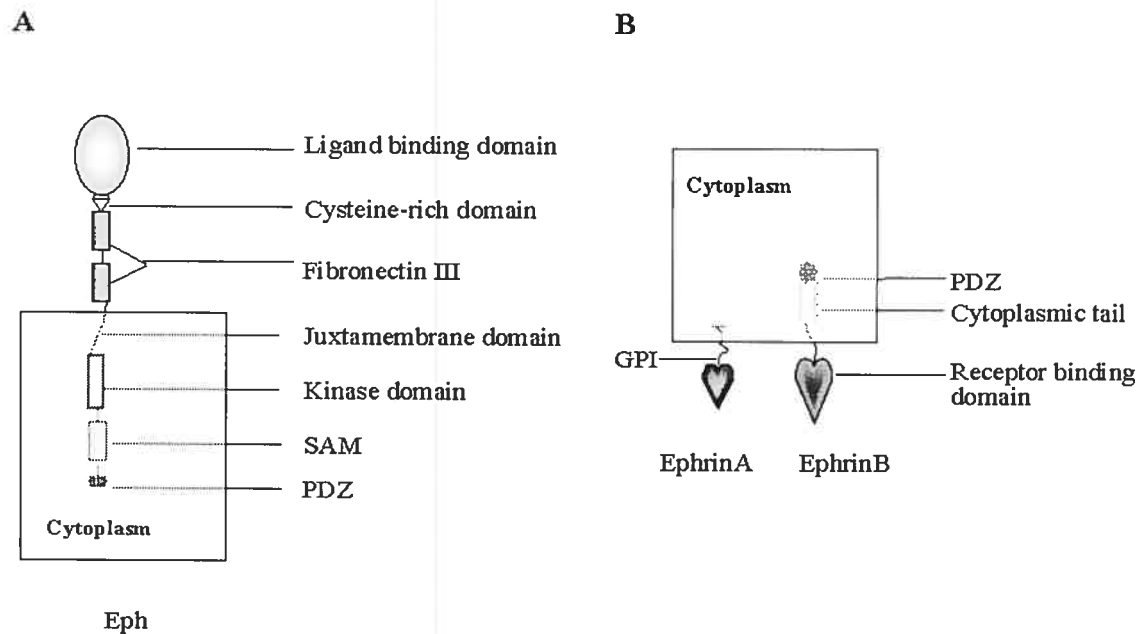 A
Ligand binding domain
Cysteine-rich domain
Fibronectin III
Juxtamembrane domain
Kinase domain
SAM
PDZ
Cytoplasm
Eph
B
Cytoplasm
PDZ
Cytoplasmic tail
GPI
Receptor binding
domain
EphrinA
EphrinB